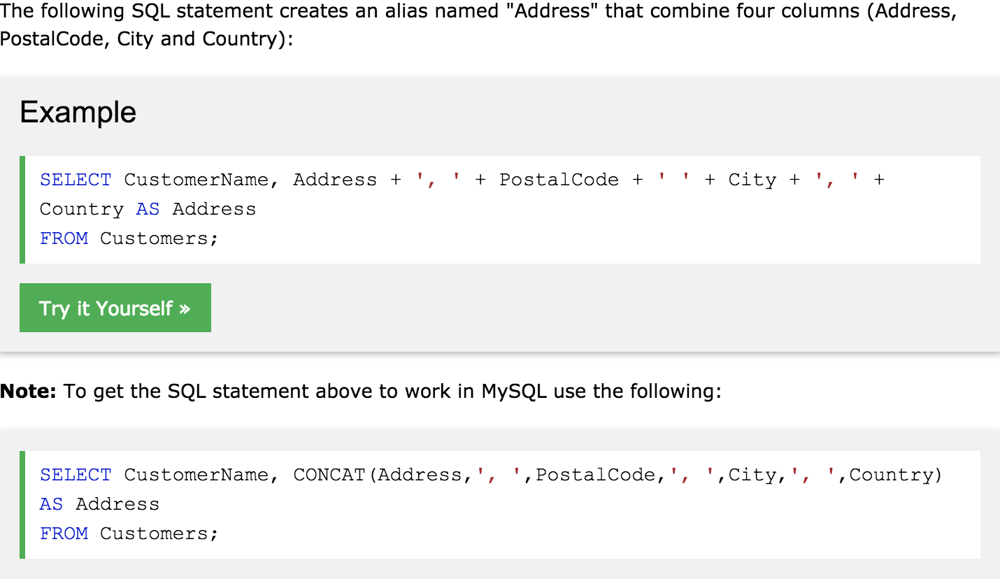 The following SQL statement creates an alias named "Address" that combine four columns (Address,
PostalCode, City and Country):
Example
SELECT CustomerName, Address + ', ' + PostalCode + ' ' + City + ', ' +
Country AS Address
FROM Customers;
Try it Yourself »
Note: To get the SQL statement above to work in MySQL use the following:
SELECT CustomerName, CONCAT(Address,', ',PostalCode,', ',City,', ',Country)
AS Address
FROM Customers;